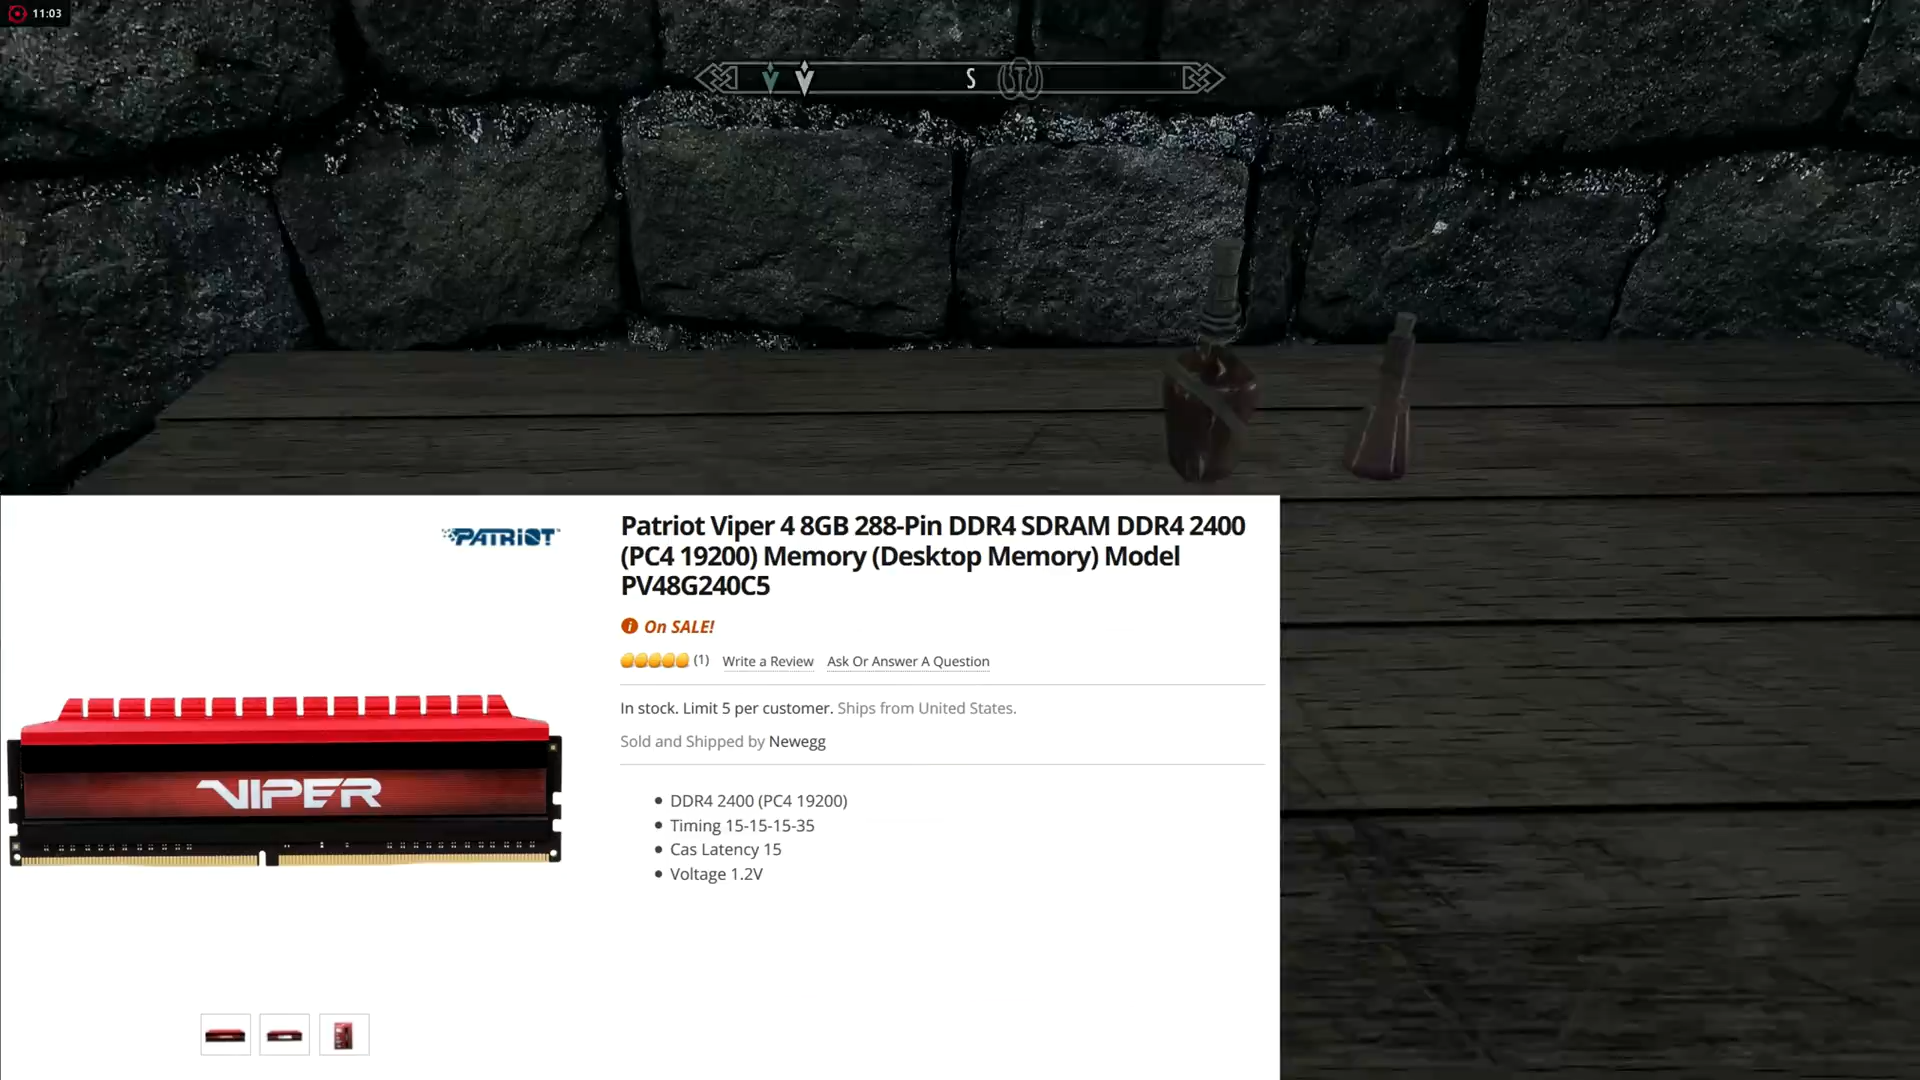 11:03
S
PATRIOT
Patriot Viper 4 8GB 288-Pin DDR4 SDRAM DDR4 2400
(PC4 19200) Memory (Desktop Memory) Model
PV48G240C5
On SALE!
(1) Write a Review Ask Or Answer A Question
In stock. Limit 5 per customer. Ships from United States.
Sold and Shipped by Newegg
VIPER
• DDR4 2400 (PC4 19200)
• Timing 15-15-15-35
• Cas Latency 15
• Voltage 1.2V